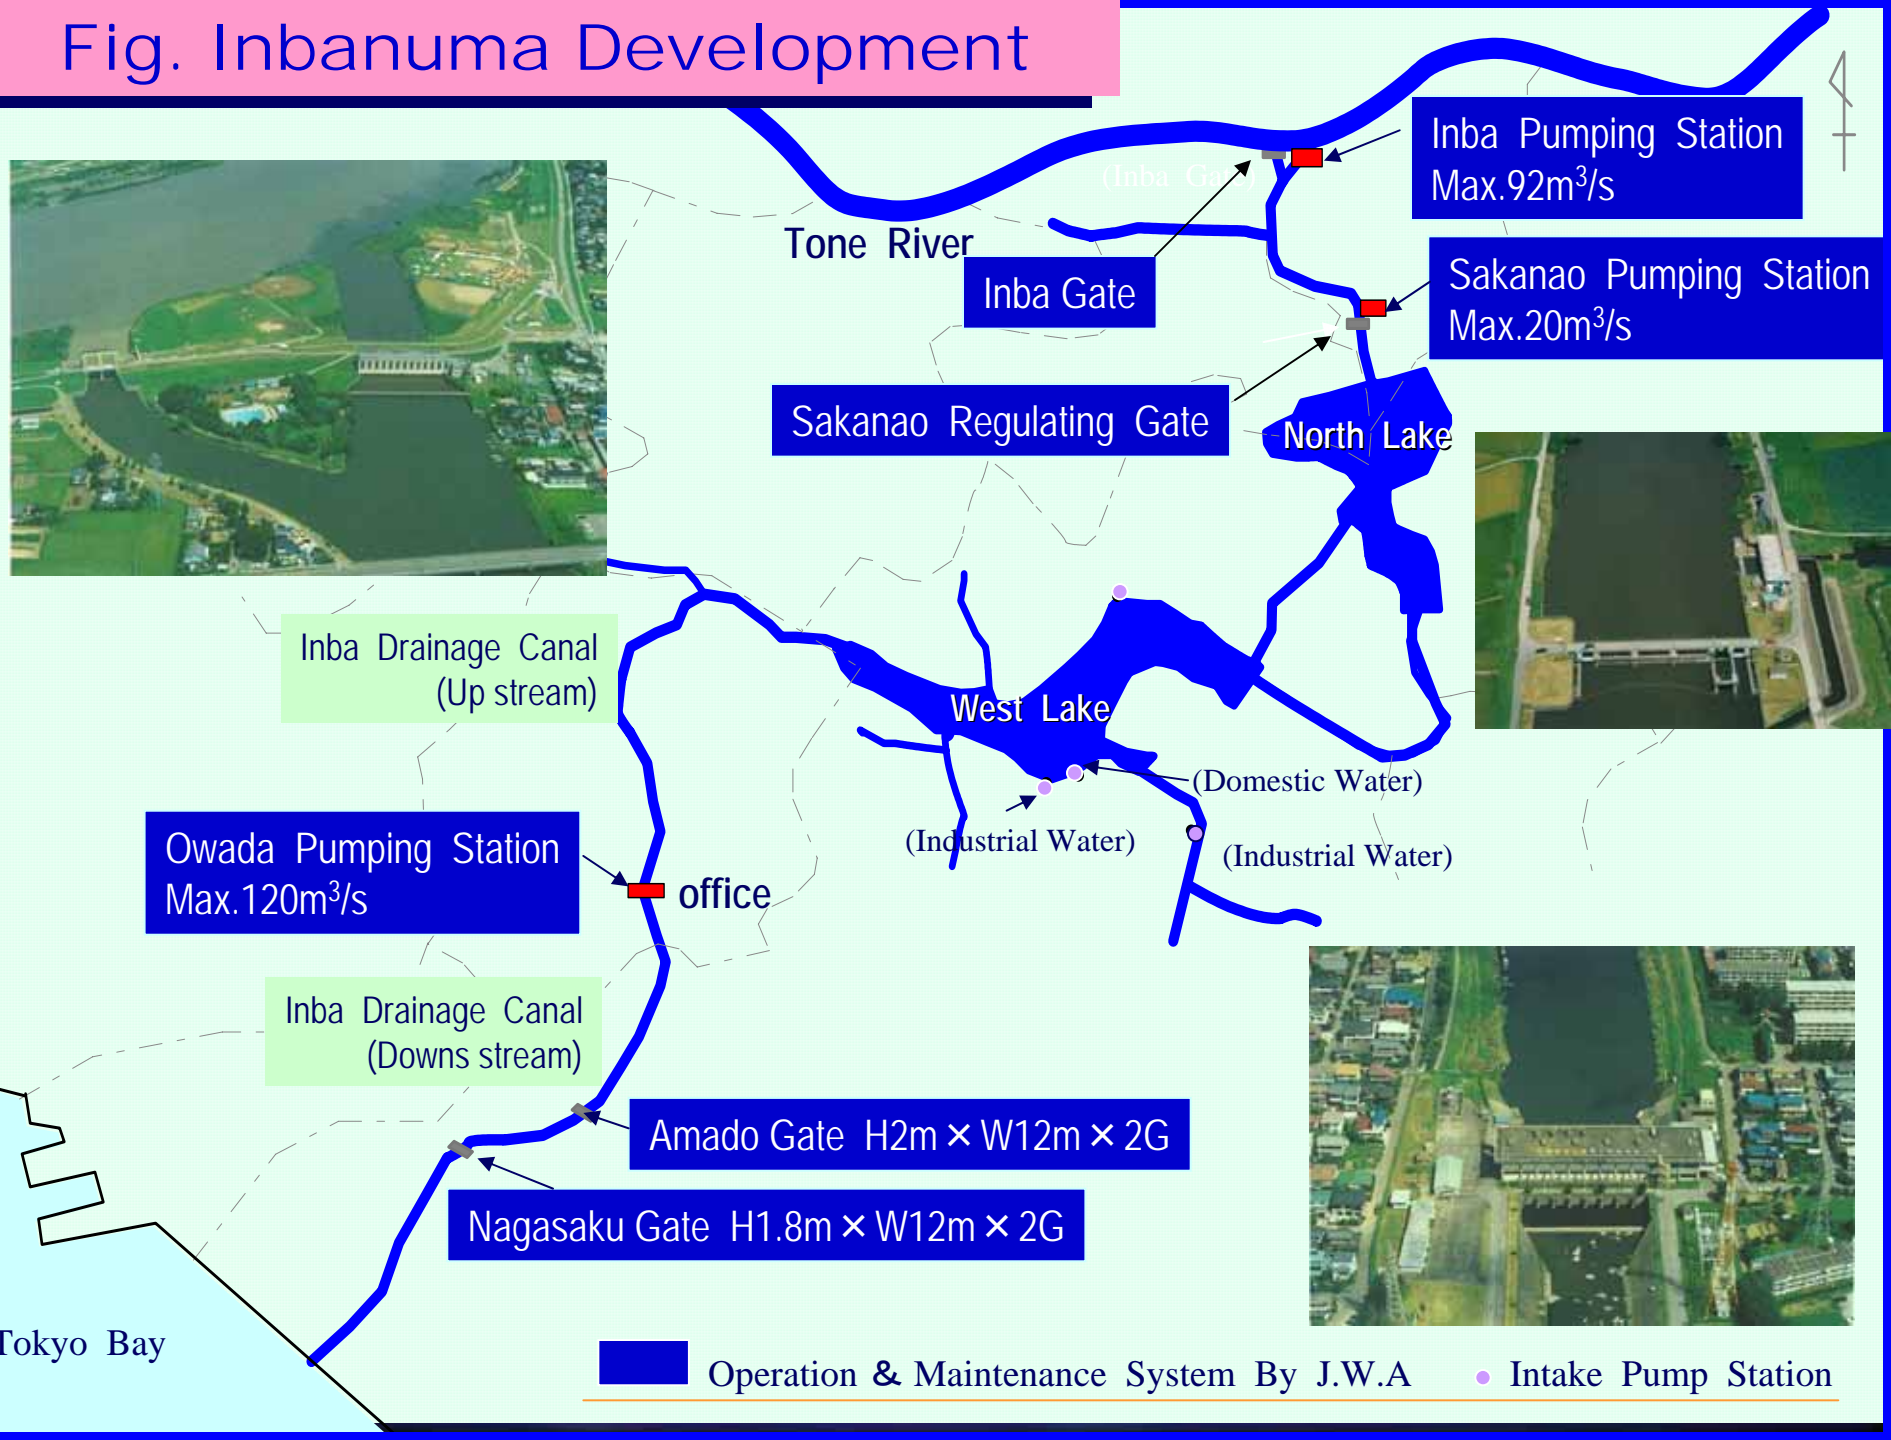 Fig. Inbanuma Development
Inba Pumping Station
Max.92m³/s
(Inba Gate)
Tone River
Inba Gate
Sakanao Pumping Station
Max.20m³/s
Sakanao Regulating Gate
North Lake
Inba Drainage Canal
(Up stream)
West Lake
(Domestic Water)
(Industrial Water)
(Industrial Water)
Owada Pumping Station
Max.120m³/s
office
Inba Drainage Canal
(Downs stream)
Amado Gate H2m×W12m×2G
Nagasaku Gate H1.8m×W12m×2G
Tokyo Bay
Operation & Maintenance System By J.W.A
Intake Pump Station